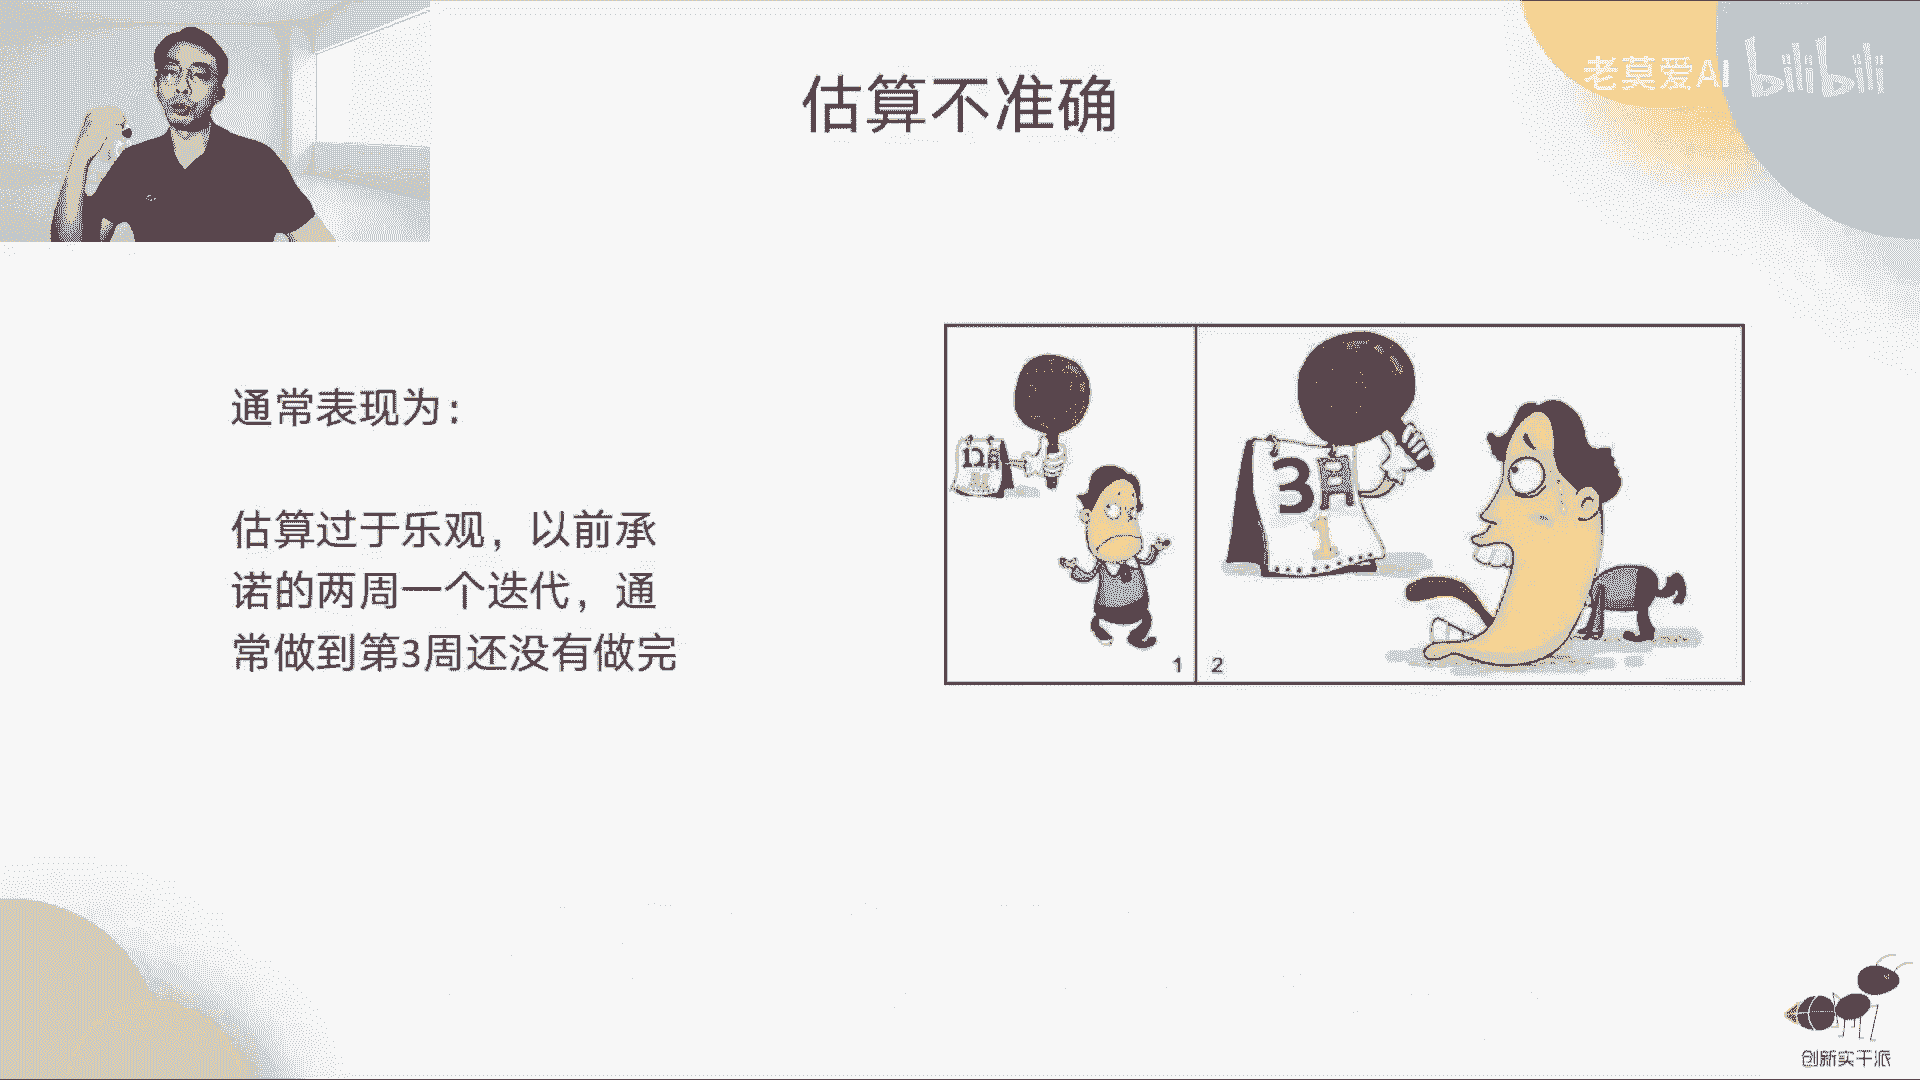 老莫爱AI bilibili
估算不准确
通常表现为：
估算过于乐观，以前承
诺的两周一个迭代，通
常做到第3周还没有做完
12月
3月
1
1
2
创新实干派